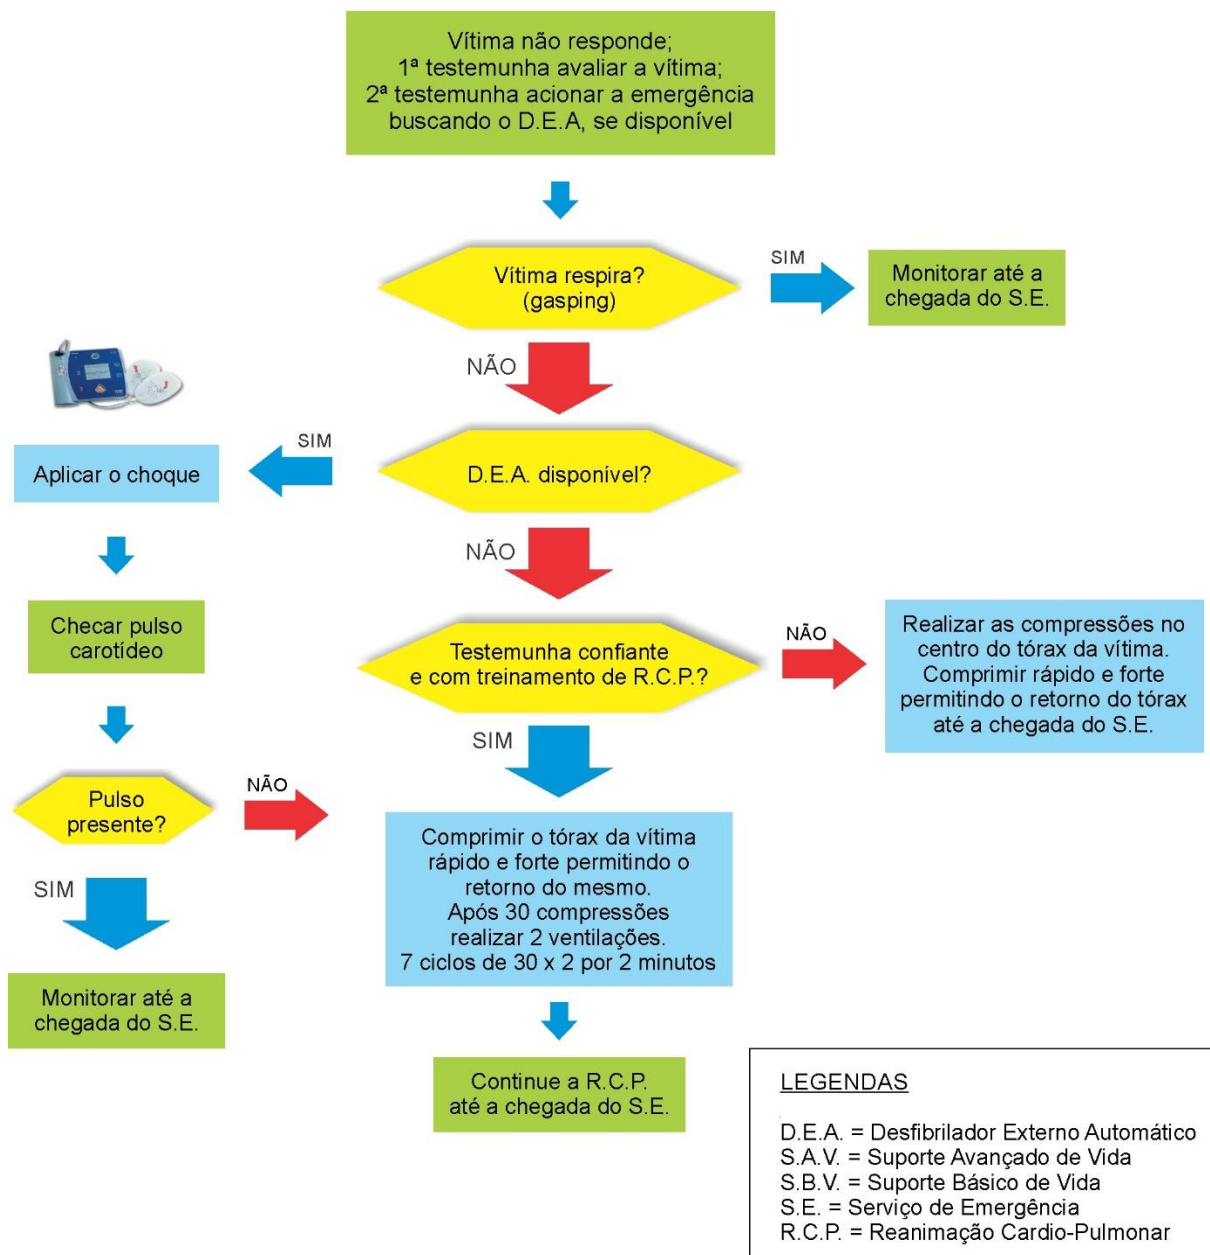 Vítima não responde;
1ª testemunha avaliar a vítima;
2ª testemunha acionar a emergência
buscando o D.E.A, se disponível
Vítima respira?
(gasping)
SIM
Monitorar até a
chegada do S.E.
NÃO
D.E.A. disponível?
SIM
Aplicar o choque
NÃO
Checar pulso
carotídeo
Testemunha confiante
e com treinamento de R.C.P.?
NÃO
Realizar as compressões no
centro do tórax da vítima.
Comprimir rápido e forte
permitindo o retorno do tórax
até a chegada do S.E.
SIM
Pulso
presente?
NÃO
Comprimir o tórax da vítima
rápido e forte permitindo o
retorno do mesmo.
Após 30 compressões
realizar 2 ventilações.
7 ciclos de 30 x 2 por 2 minutos
SIM
Monitorar até a
chegada do S.E.
Continue a R.C.P.
até a chegada do S.E.
LEGENDAS
D.E.A. = Desfibrilador Externo Automático
S.A.V. = Suporte Avançado de Vida
S.B.V. = Suporte Básico de Vida
S.E. = Serviço de Emergência
R.C.P. = Reanimação Cardio-Pulmonar